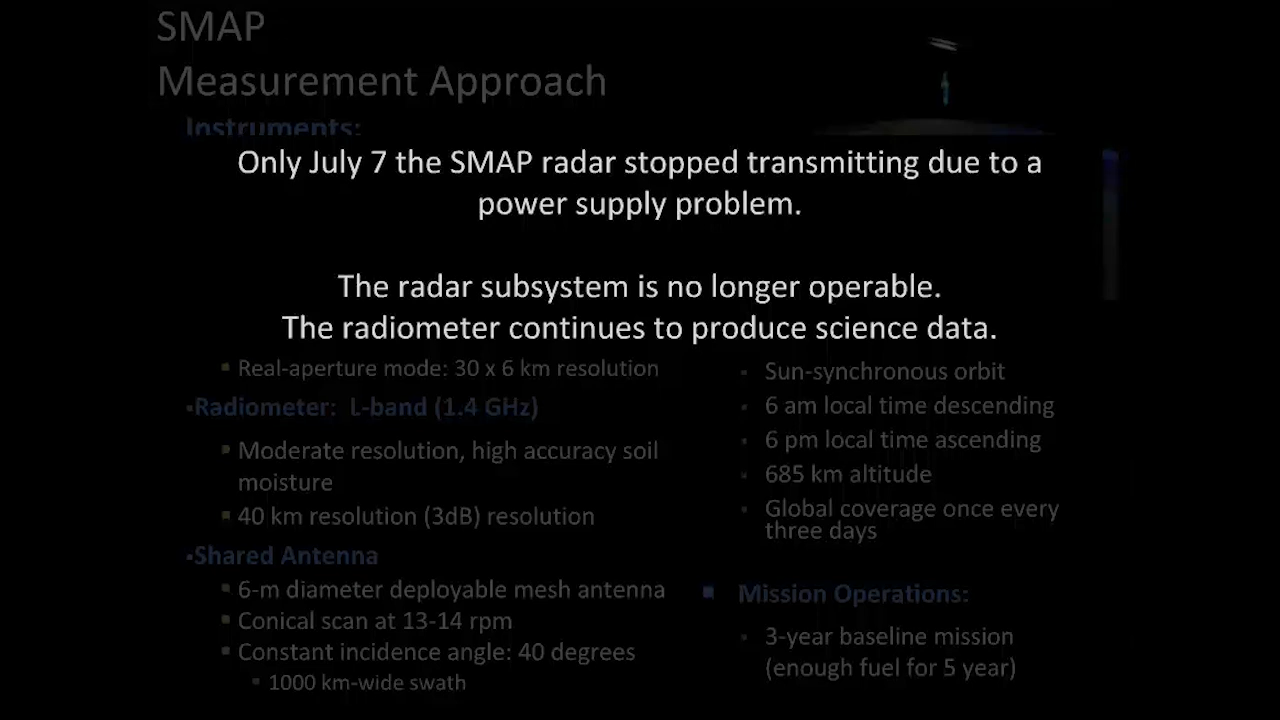 SMAP
Measurement Approach
Instruments:
Only July 7 the SMAP radar stopped transmitting due to a
power supply problem.
The radar subsystem is no longer operable.
The radiometer continues to produce science data.
▪ Real-aperture mode: 30 x 6 km resolution
▪Radiometer: L-band (1.4 GHz)
▪ Moderate resolution, high accuracy soil
moisture
▪ 40 km resolution (3dB) resolution
▪Shared Antenna
▪ 6-m diameter deployable mesh antenna
▪ Conical scan at 13-14 rpm
▪ Constant incidence angle: 40 degrees
▪ 1000 km-wide swath
▪ Sun-synchronous orbit
▪ 6 am local time descending
▪ 6 pm local time ascending
▪ 685 km altitude
▪ Global coverage once every
three days
▪ Mission Operations:
▪ 3-year baseline mission
(enough fuel for 5 year)